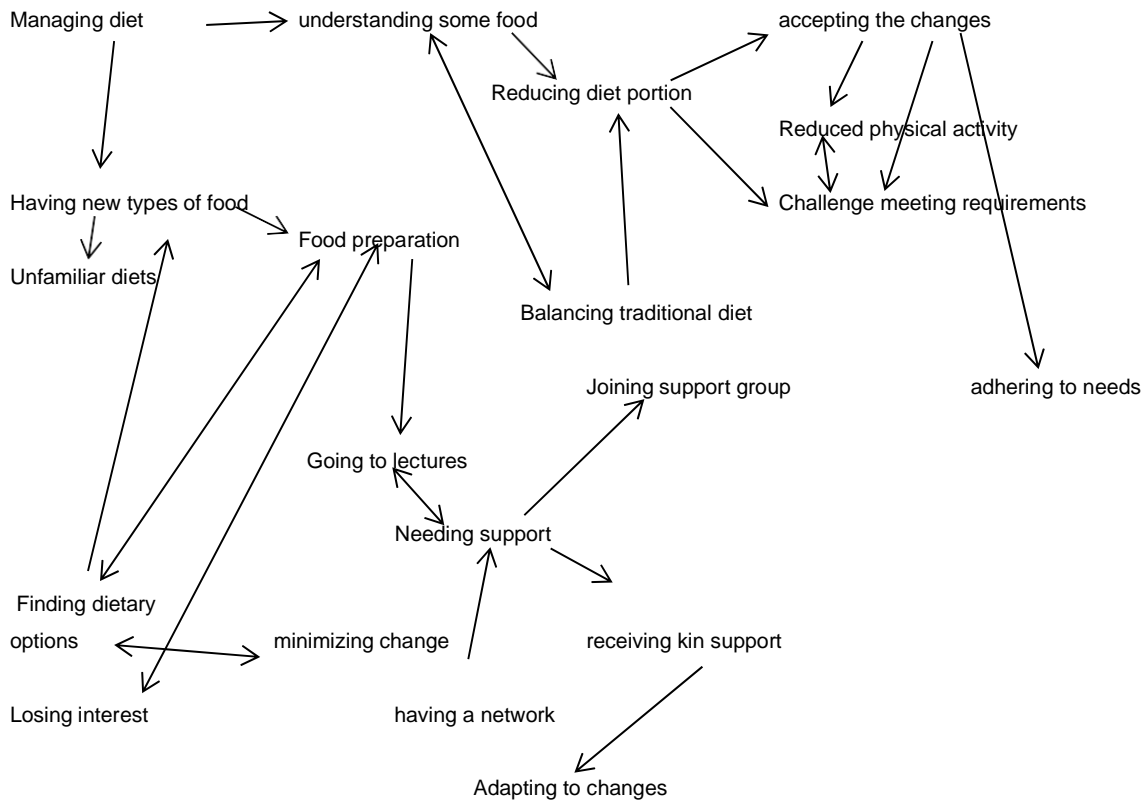 Managing diet
understanding some food
accepting the changes
Reducing diet portion
Reduced physical activity
Having new types of food
Challenge meeting requirements
Food preparation
Unfamiliar diets
Balancing traditional diet
Joining support group
adhering to needs
Going to lectures
Needing support
Finding dietary
options
minimizing change
receiving kin support
Losing interest
having a network
Adapting to changes